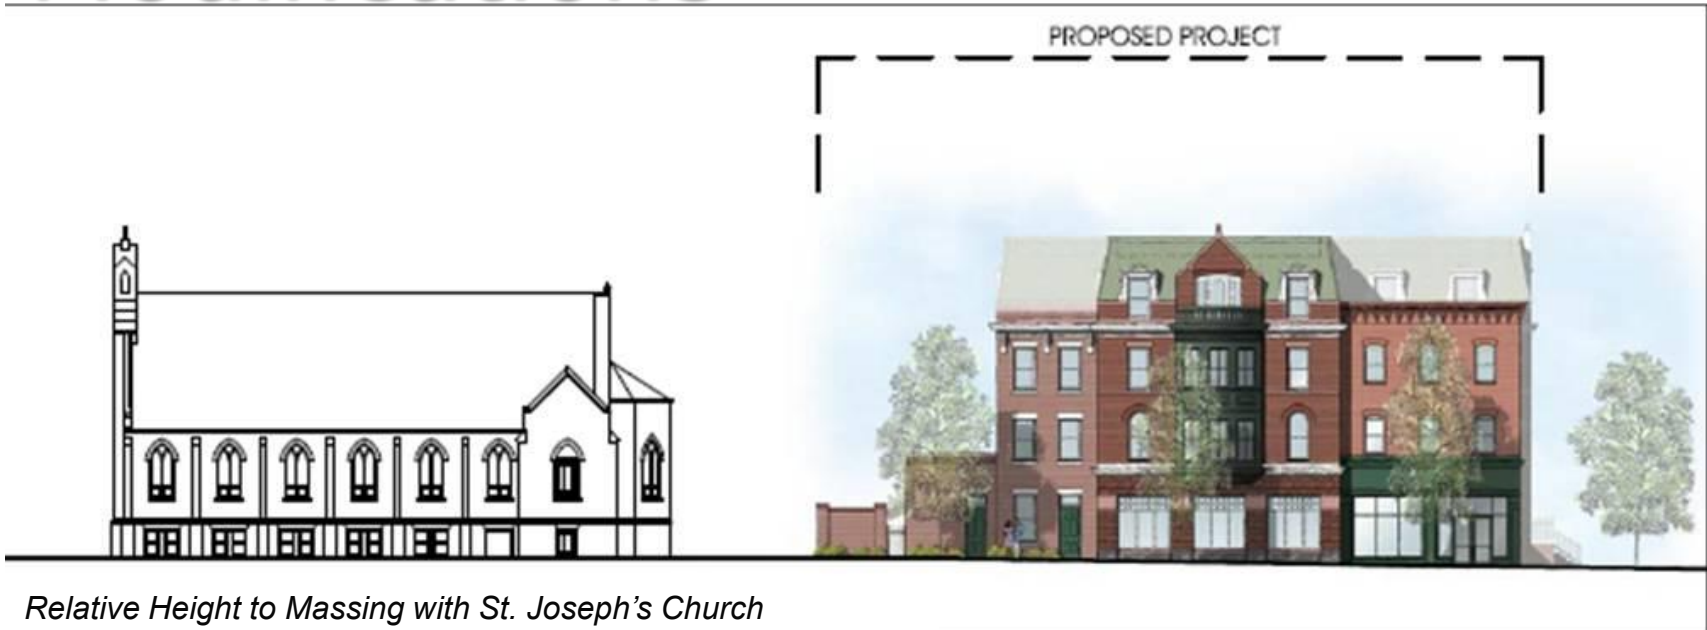 PROPOSED PROJECT
Relative Height to Massing with St. Joseph’s Church